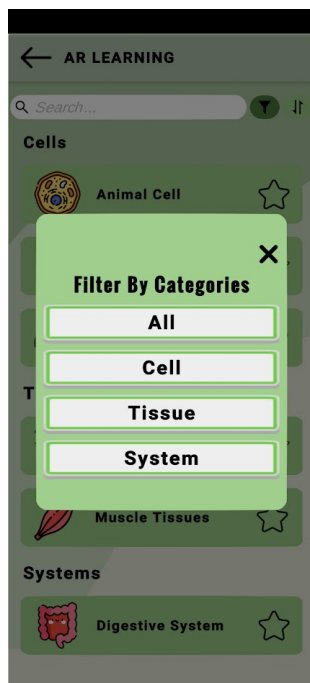 AR LEARNING
Search...
Cells
Animal Cell
Filter By Categories
All
Cell
Tissue
System
T
Muscle Tissues
Systems
Digestive System